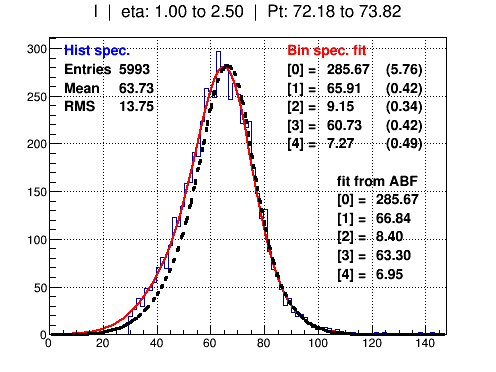 I | eta: 1.00 to 2.50 | Pt: 72.18 to 73.82
Hist spec.
Entries 5993
Mean 63.73
RMS 13.75
Bin spec. fit
[0] = 285.67 (5.76)
[1] = 65.91 (0.42)
[2] = 9.15 (0.34)
[3] = 60.73 (0.42)
[4] = 7.27 (0.49)
fit from ABF
[0] = 285.67
[1] = 66.84
[2] = 8.40
[3] = 63.30
[4] = 6.95
300
250
200
150
100
50
0
0 20 40 60 80 100 120 140